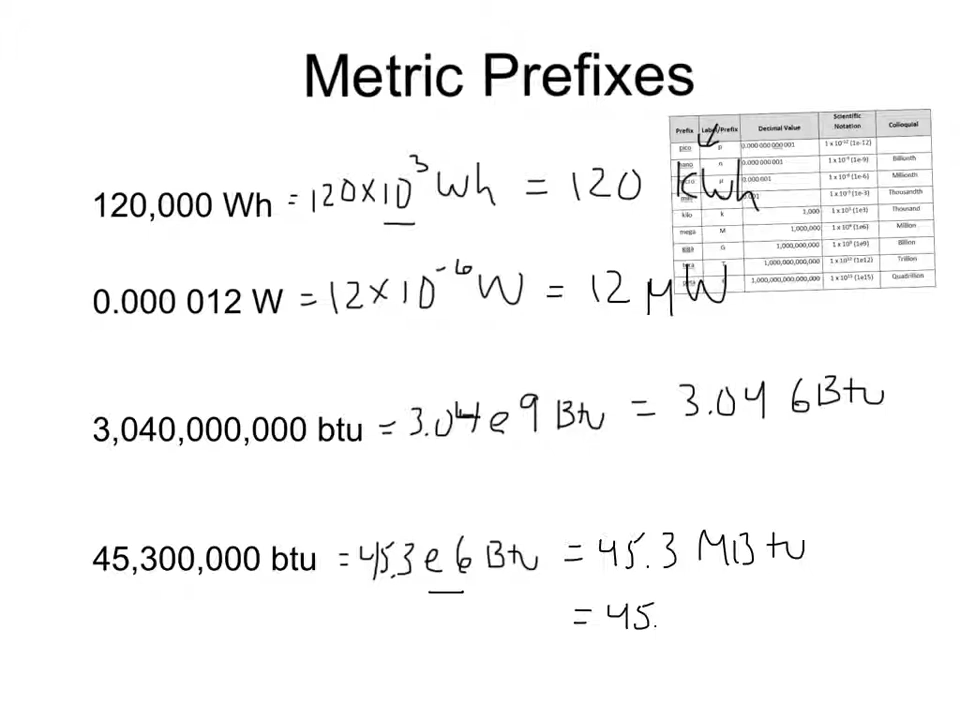 Metric Prefixes
Prefix Label/Prefix Decimal Value Scientific Notation Colloquial
pico p 0.000 000 000 001 1 x 10⁻¹² (1e-12)
nano n 0.000 000 001 1 x 10⁻⁹ (1e-9) Billionth
μ 0.000 001 1 x 10⁻⁶ (1e-6) Millionth
1 x 10⁻³ (1e-3) Thousandth
kilo k 1,000 1 x 10³ (1e3) Thousand
mega M 1,000,000 1 x 10⁶ (1e6) Million
giga G 1,000,000,000 1 x 10⁹ (1e9) Billion
tera T 1,000,000,000,000 1 x 10¹² (1e12) Trillion
1,000,000,000,000,000 1 x 10¹⁵ (1e15) Quadrillion
120,000 Wh = 120 x 10³ Wh = 120 kWh
0.000 012 W = 12 x 10⁻⁶ W = 12 μW
3,040,000,000 btu = 3.04e9 Btu = 3.04 GBtu
45,300,000 btu = 45.3e6 Btu = 45.3 MBtu
= 45.